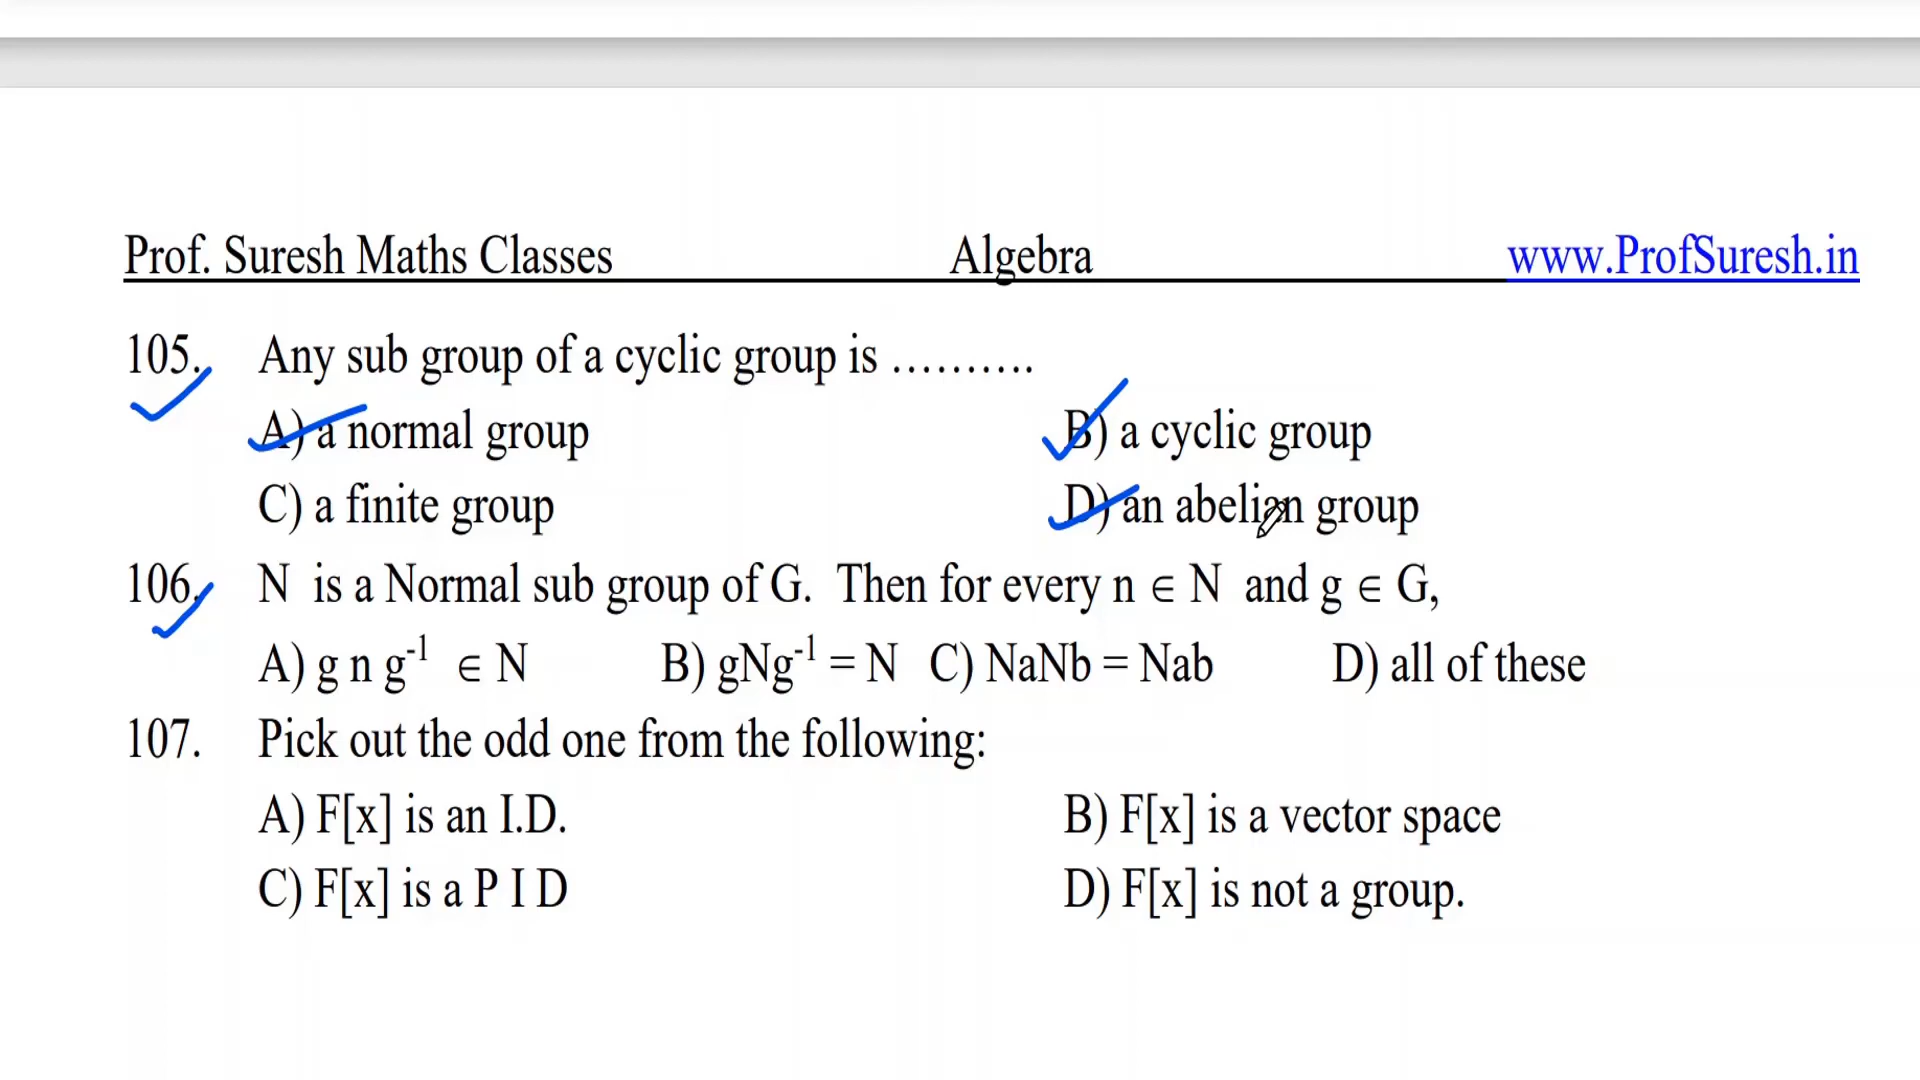 Prof. Suresh Maths Classes Algebra www.ProfSuresh.in
105. Any sub group of a cyclic group is ..........
A) a normal group B) a cyclic group
C) a finite group D) an abelian group
106. N is a Normal sub group of G. Then for every n ∈ N and g ∈ G,
A) g n g⁻¹ ∈ N B) gNg⁻¹ = N C) NaNb = Nab D) all of these
107. Pick out the odd one from the following:
A) F[x] is an I.D. B) F[x] is a vector space
C) F[x] is a P I D D) F[x] is not a group.